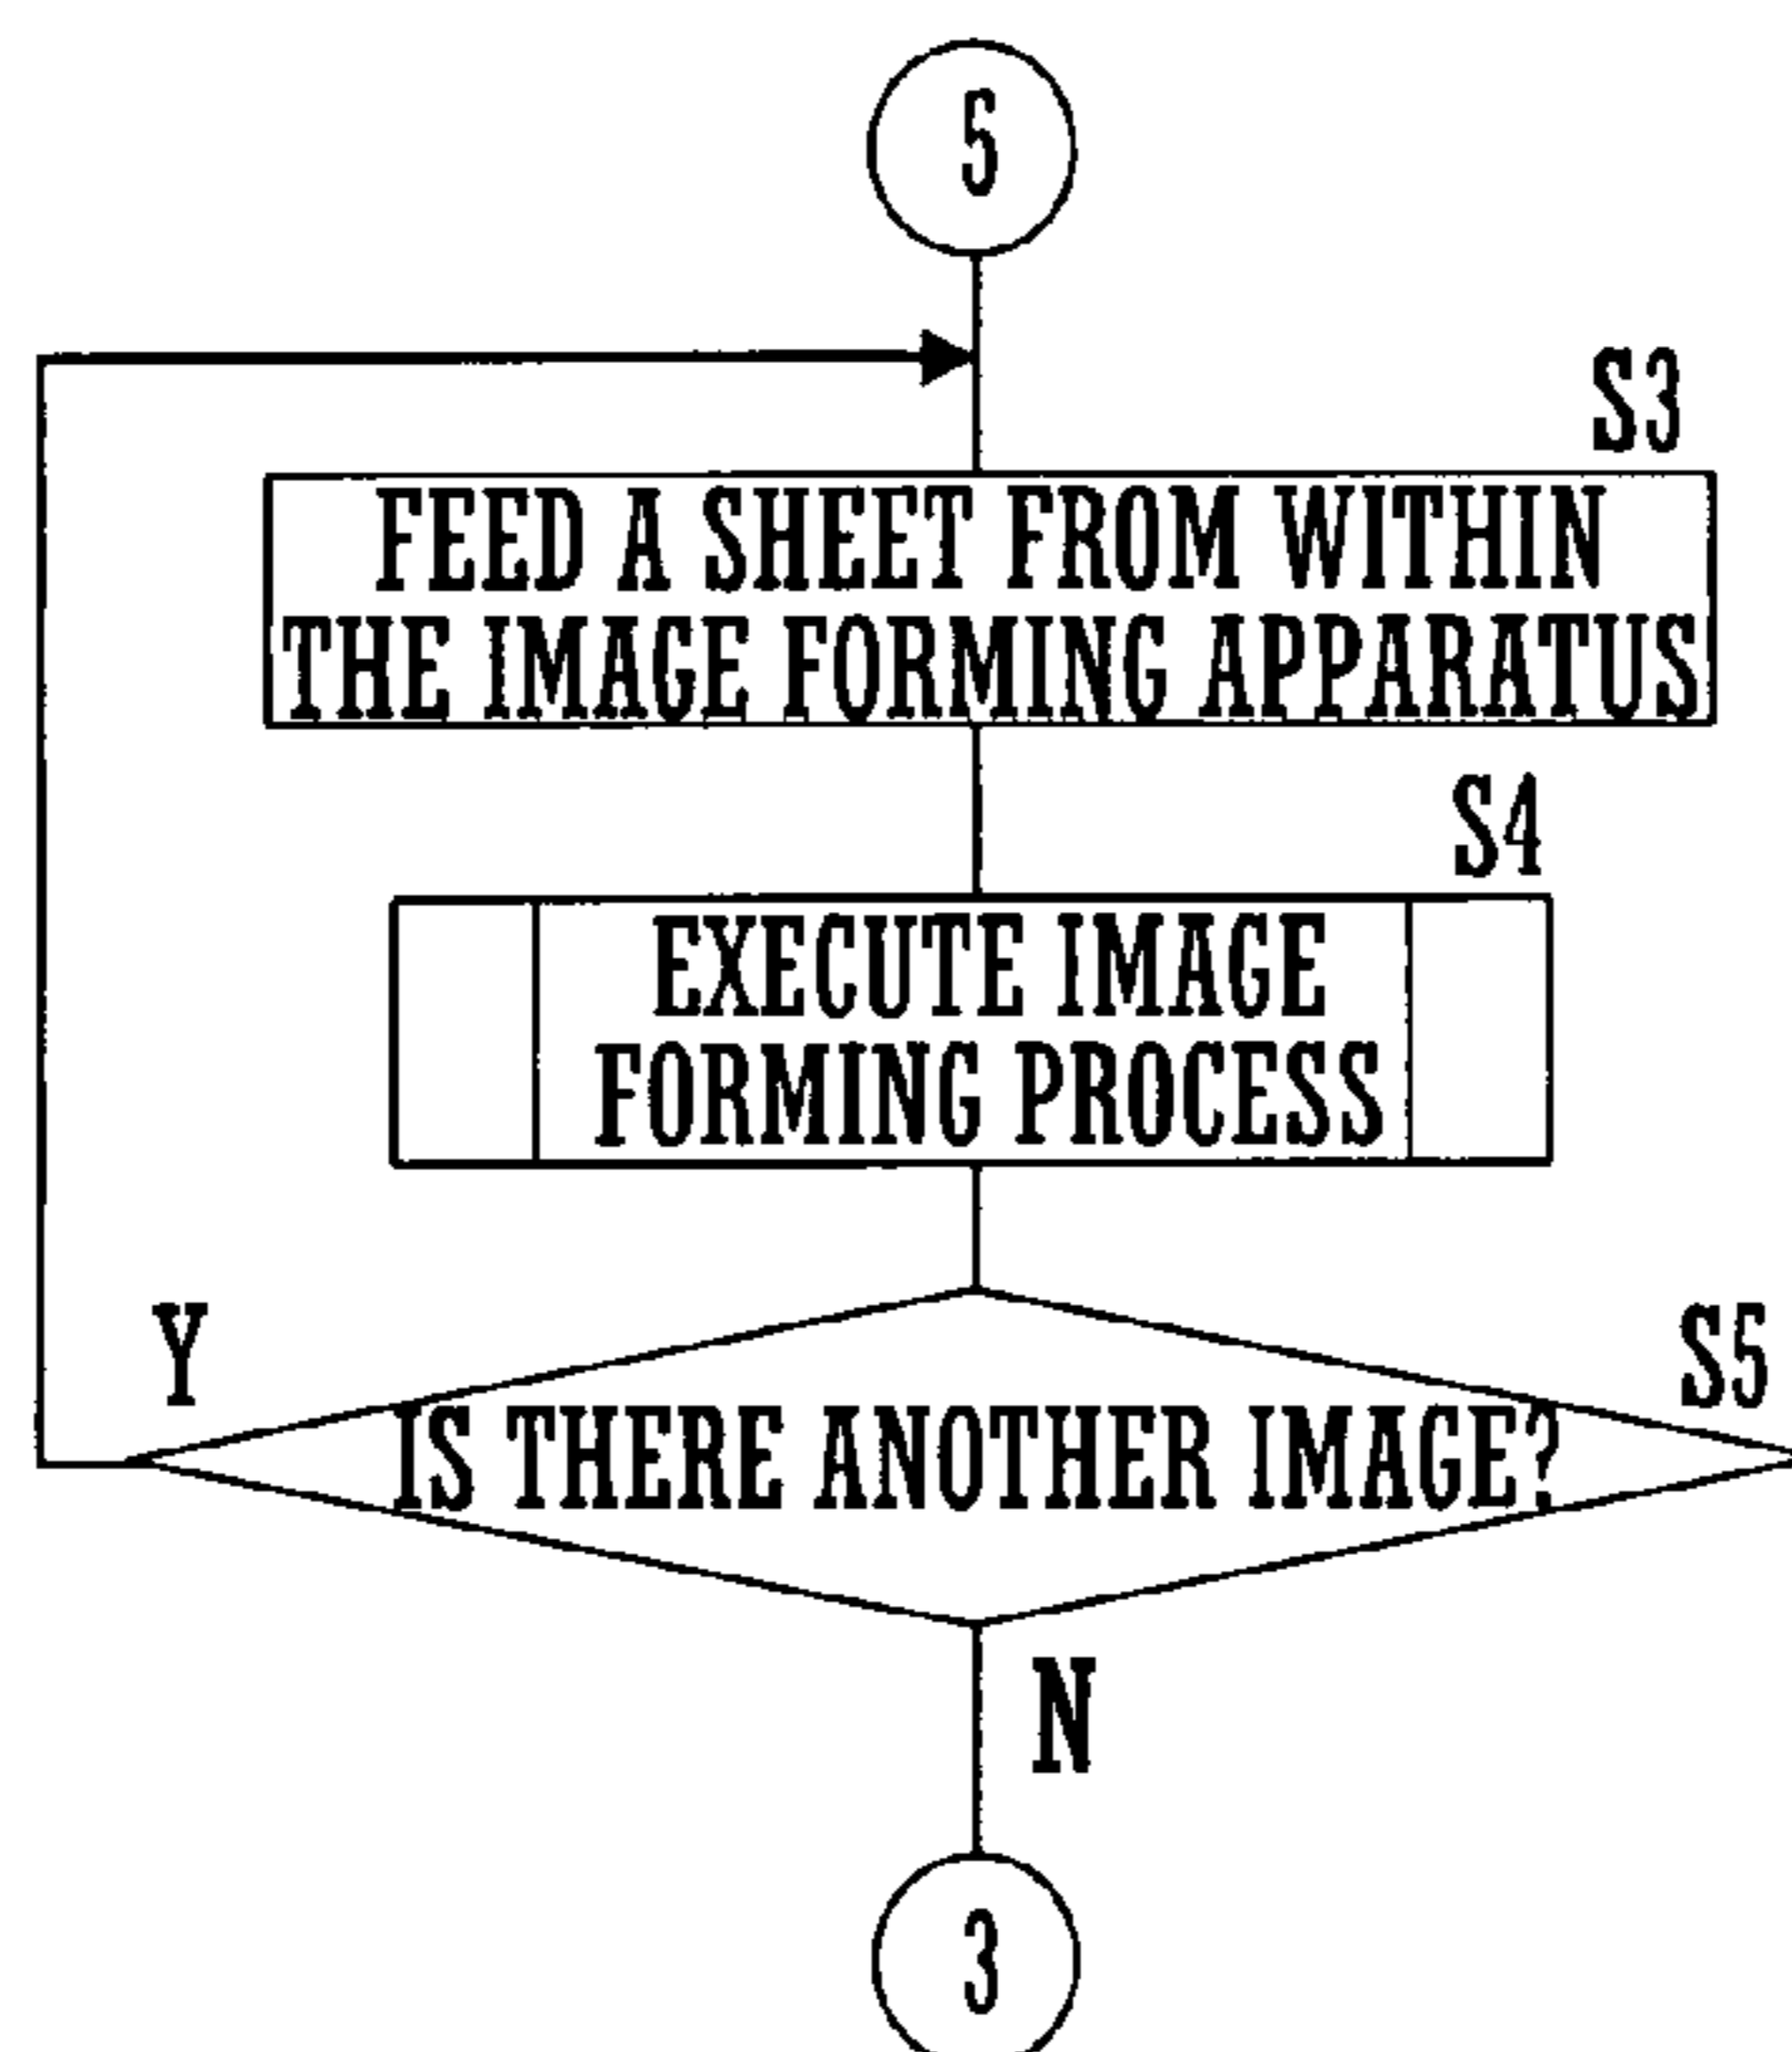 5
S3
FEED A SHEET FROM WITHIN
THE IMAGE FORMING APPARATUS
S4
EXECUTE IMAGE
FORMING PROCESS
Y
S5
IS THERE ANOTHER IMAGE?
N
3